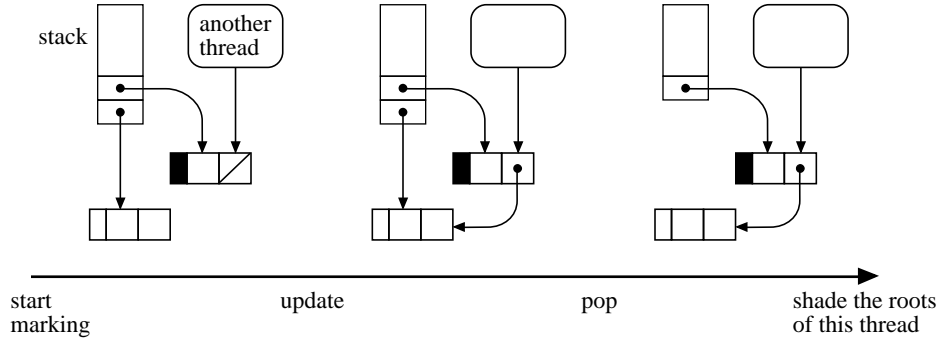 stack
another
thread
start
marking
update
pop
shade the roots
of this thread